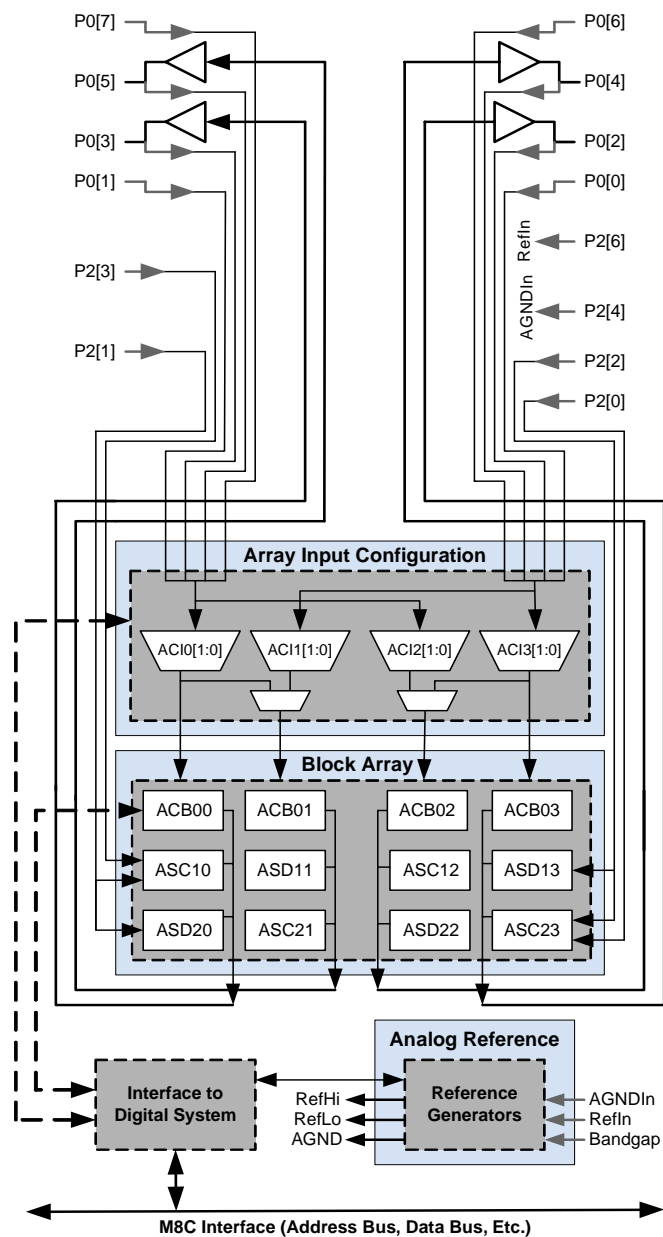 P0[7] P0[6]
P0[5] P0[4]
P0[3] P0[2]
P0[1] P0[0]
RefIn P2[6]
P2[3]
AGNDIn P2[4]
P2[1] P2[2]
P2[0]
Array Input Configuration
ACI0[1:0] ACI1[1:0] ACI2[1:0] ACI3[1:0]
Block Array
ACB00 ACB01 ACB02 ACB03
ASC10 ASD11 ASC12 ASD13
ASD20 ASC21 ASD22 ASC23
Analog Reference
Interface to
Digital System
RefHi
RefLo
AGND
Reference
Generators
AGNDIn
RefIn
Bandgap
M8C Interface (Address Bus, Data Bus, Etc.)